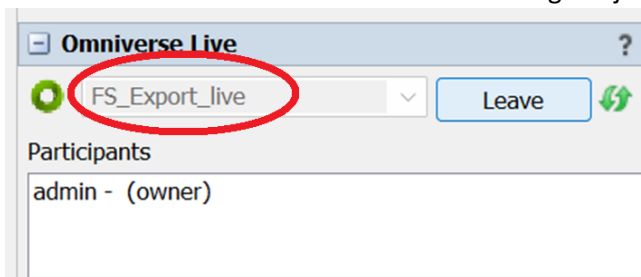 Omniverse Live ?
FS_Export_live Leave
Participants
admin - (owner)